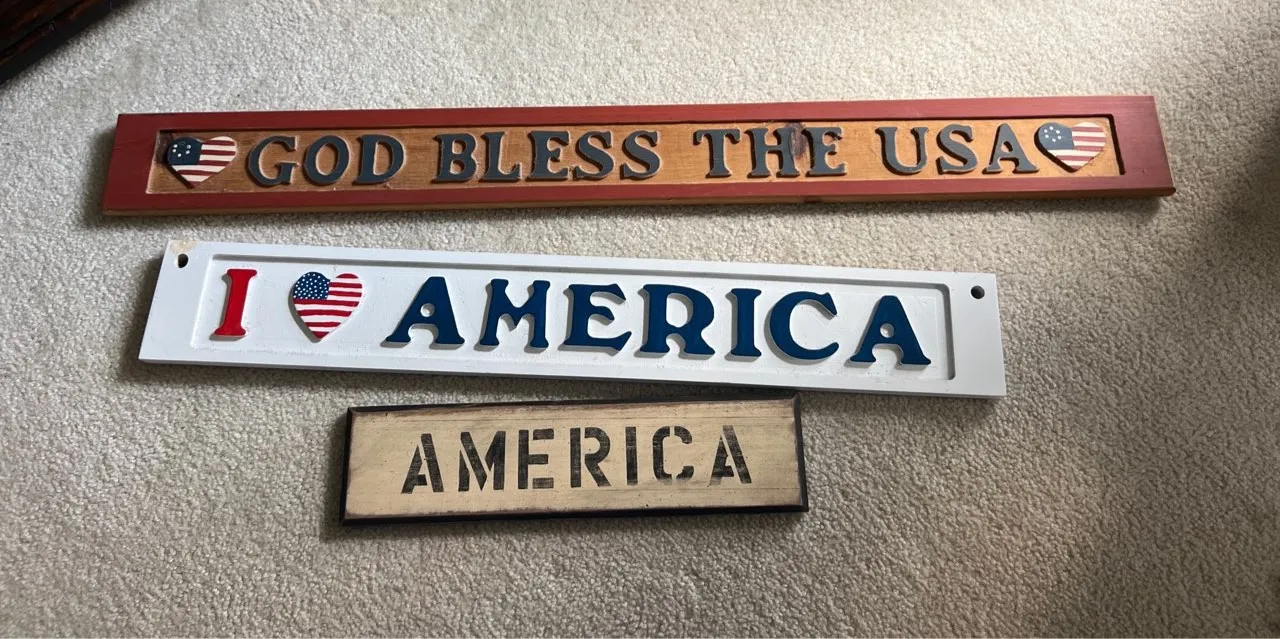 GOD BLESS THE USA
I ❤ AMERICA
AMERICA